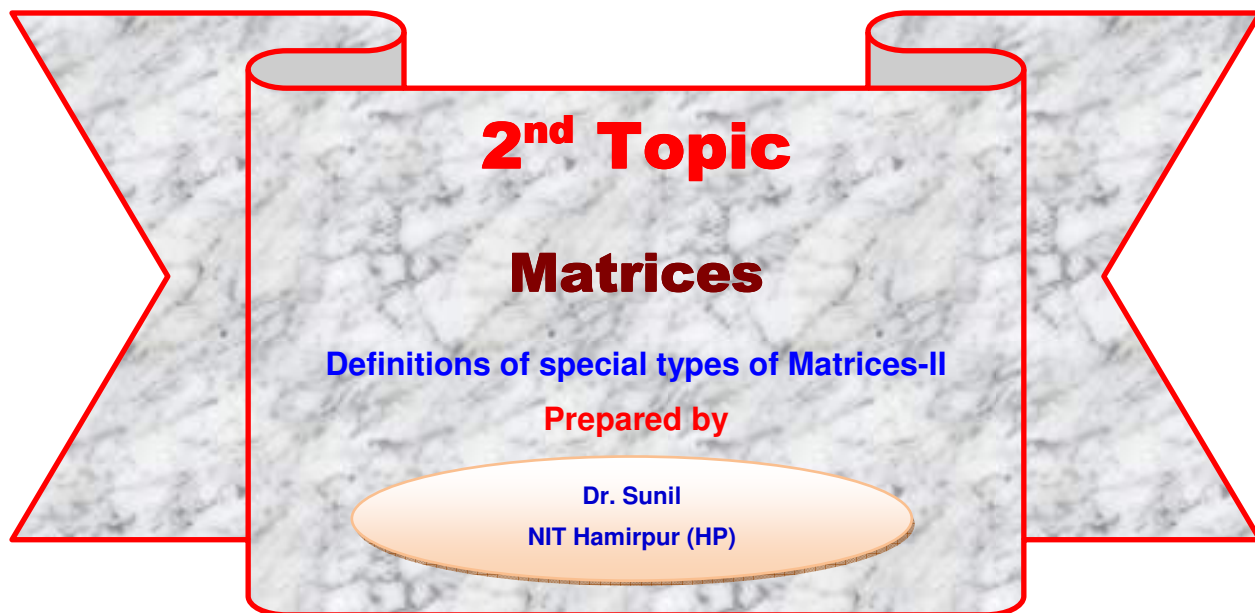 2nd Topic
Matrices
Definitions of special types of Matrices-II
Prepared by
Dr. Sunil
NIT Hamirpur (HP)